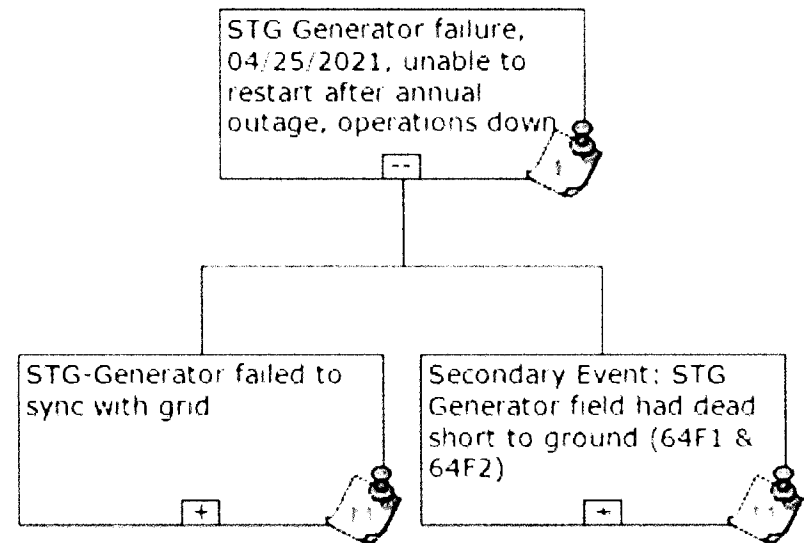 STG Generator failure,
04/25/2021, unable to
restart after annual
outage, operations down
--
STG-Generator failed to
sync with grid
+
Secondary Event: STG
Generator field had dead
short to ground (64F1 &
64F2)
+